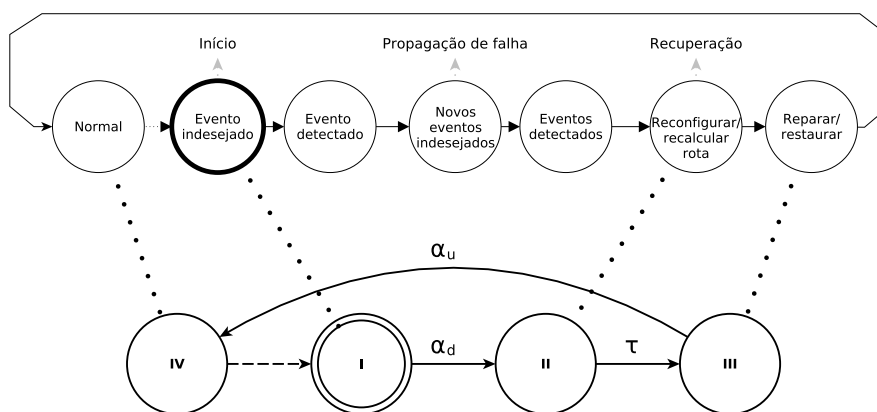 Início
Propagação de falha
Recuperação
Normal
Evento
indesejado
Evento
detectado
Novos
eventos
indesejados
Eventos
detectados
Reconfigurar/
recalcular
rota
Reparar/
restaurar
αu
IV
I
αd
II
τ
III